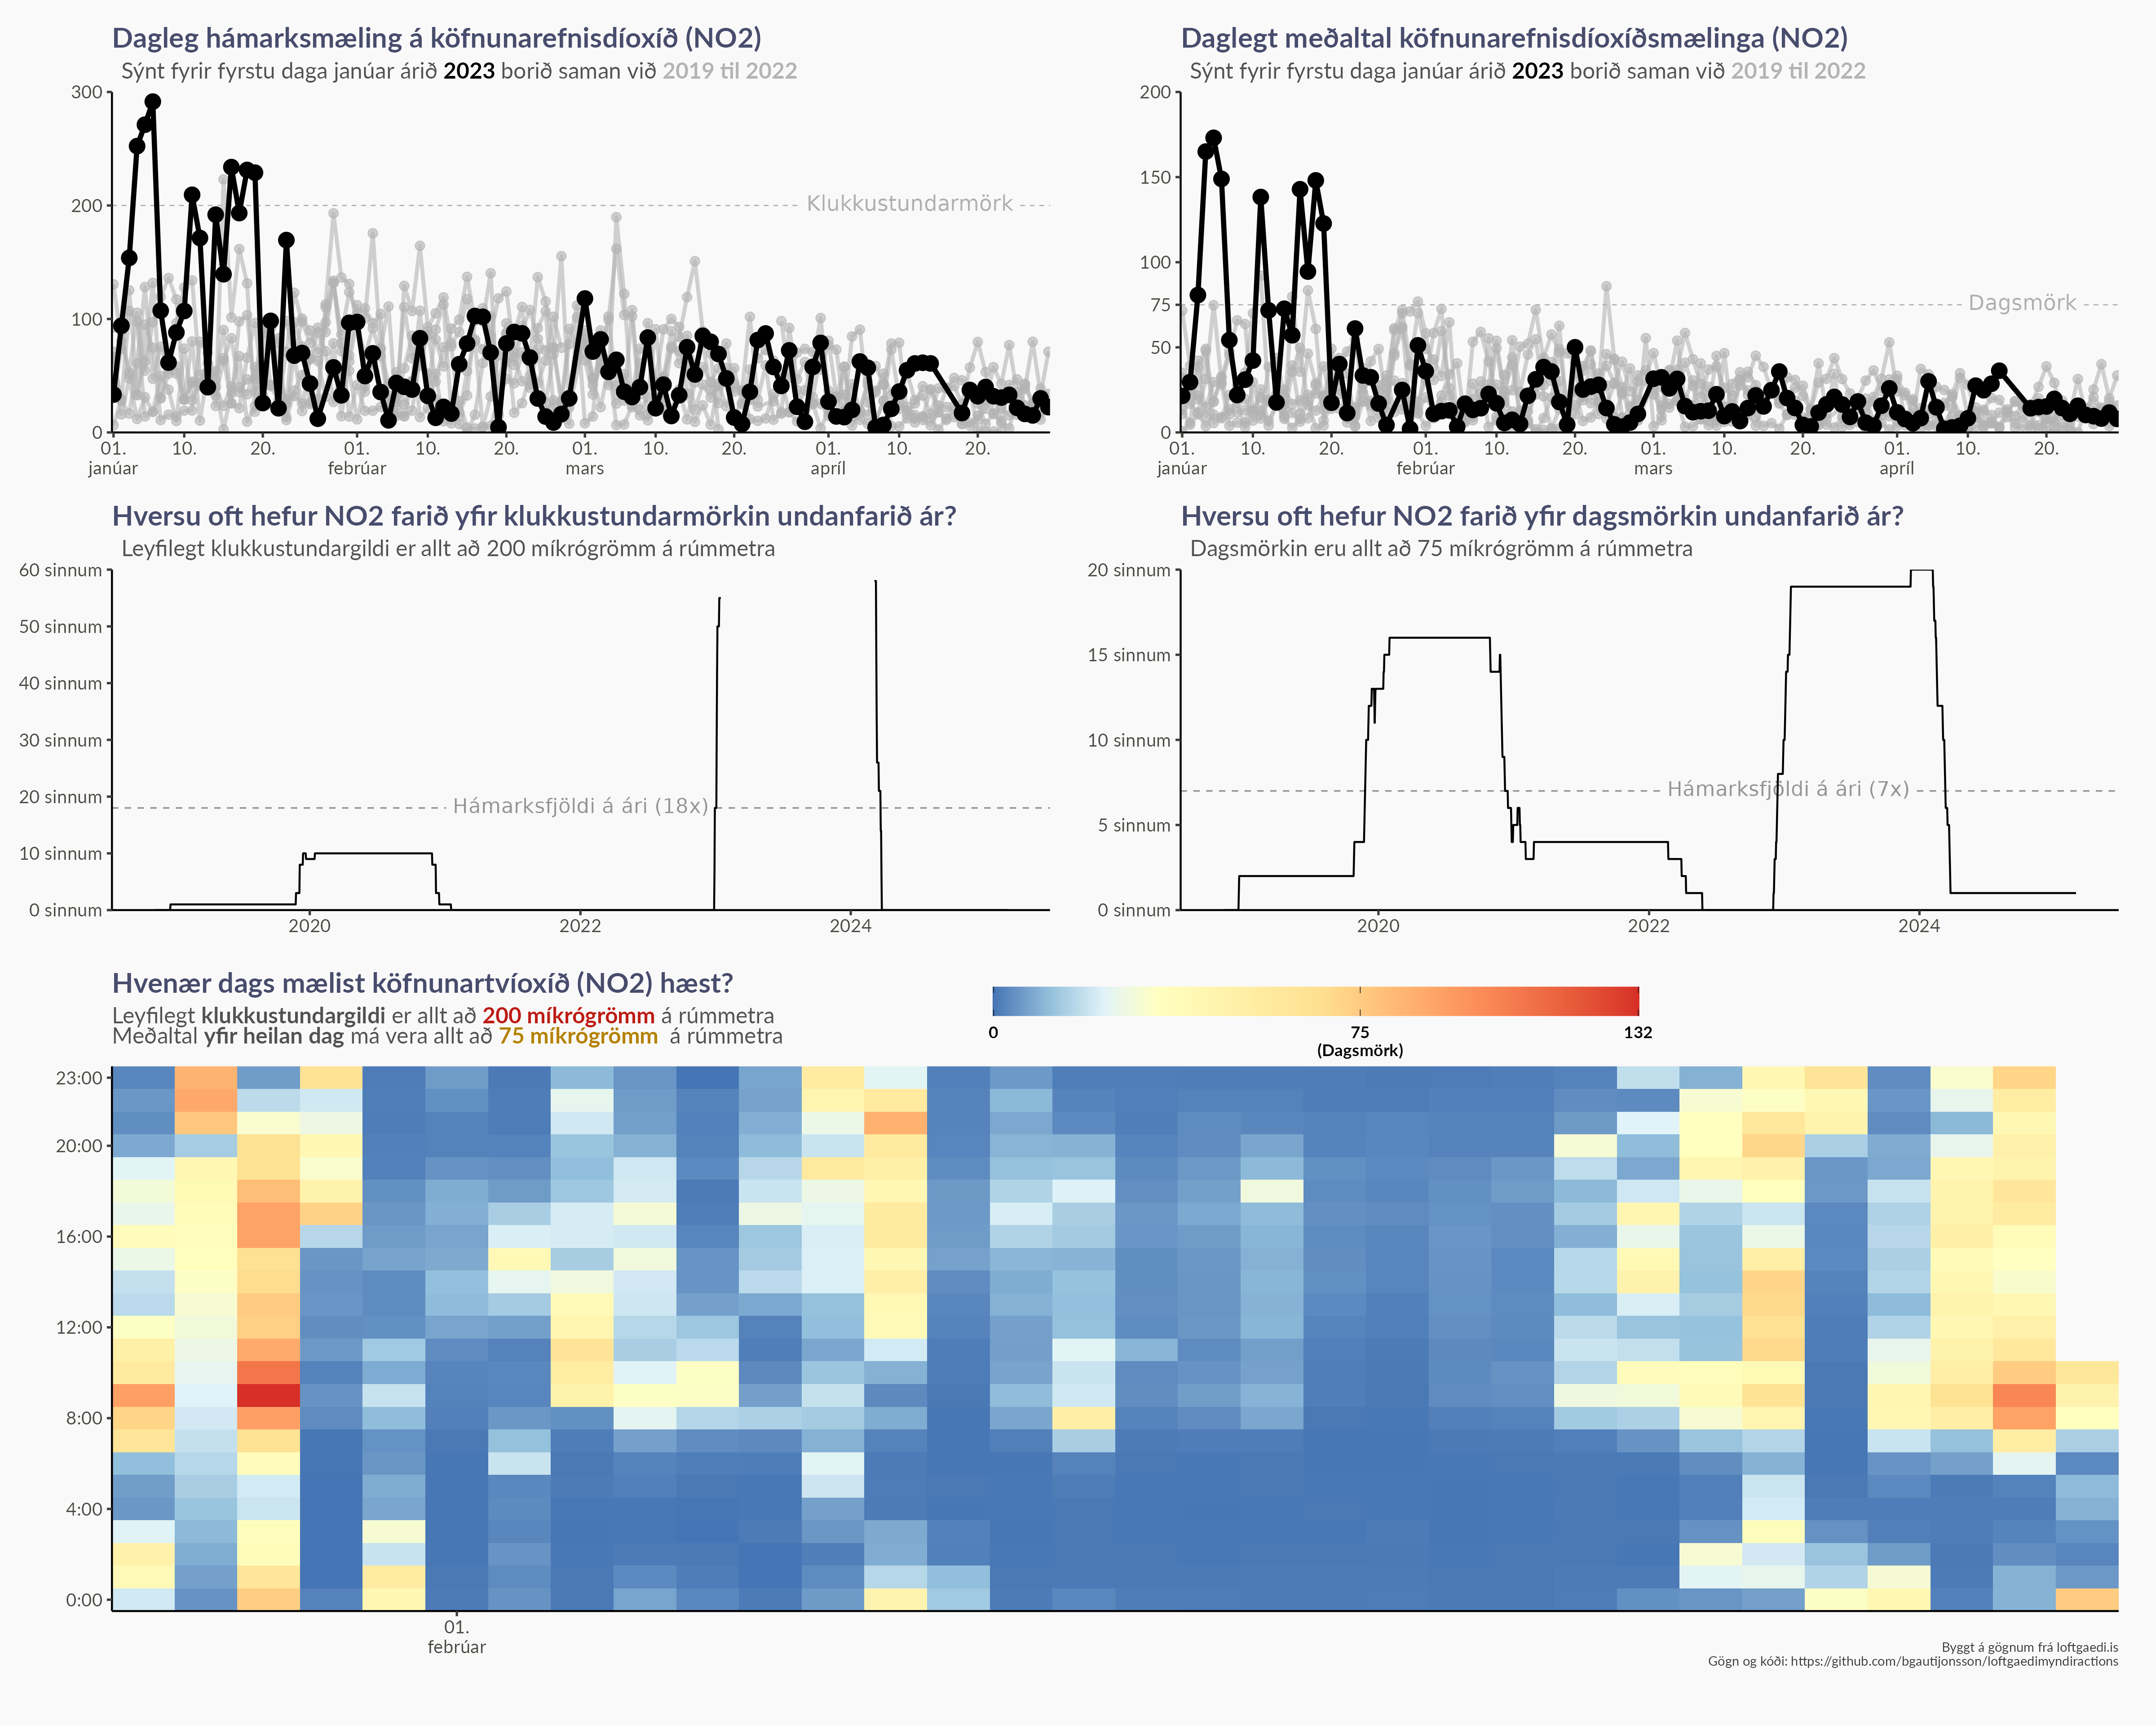 Dagleg hámarksmæling á köfnunarefnisdíoxíð (NO2)
Sýnt fyrir fyrstu daga janúar árið 2023 borið saman við 2019 til 2022
300
200
100
0
Klukkustundarmörk
01. 10. 20. 01. 10. 20. 01. 10. 20. 01. 10. 20.
janúar febrúar mars apríl
Daglegt meðaltal köfnunarefnisdíoxíðsmælinga (NO2)
Sýnt fyrir fyrstu daga janúar árið 2023 borið saman við 2019 til 2022
200
150
100
75
50
0
Dagsmörk
01. 10. 20. 01. 10. 20. 01. 10. 20. 01. 10. 20.
janúar febrúar mars apríl
Hversu oft hefur NO2 farið yfir klukkustundarmörkin undanfarið ár?
Leyfilegt klukkustundargildi er allt að 200 míkrógrömm á rúmmetra
60 sinnum
50 sinnum
40 sinnum
30 sinnum
20 sinnum
10 sinnum
0 sinnum
Hámarksfjöldi á ári (18x)
2020 2022 2024
Hversu oft hefur NO2 farið yfir dagsmörkin undanfarið ár?
Dagsmörkin eru allt að 75 míkrógrömm á rúmmetra
20 sinnum
15 sinnum
10 sinnum
5 sinnum
0 sinnum
Hámarksfjöldi á ári (7x)
2020 2022 2024
Hvenær dags mælist köfnunartvíoxíð (NO2) hæst?
Leyfilegt klukkustundargildi er allt að 200 míkrógrömm á rúmmetra
Meðaltal yfir heilan dag má vera allt að 75 míkrógrömm á rúmmetra
0 75 132
(Dagsmörk)
23:00
20:00
16:00
12:00
8:00
4:00
0:00
01.
febrúar
Byggt á gögnum frá loftgaedi.is
Gögn og kóði: https://github.com/bgautijonsson/loftgaedimyndiractions